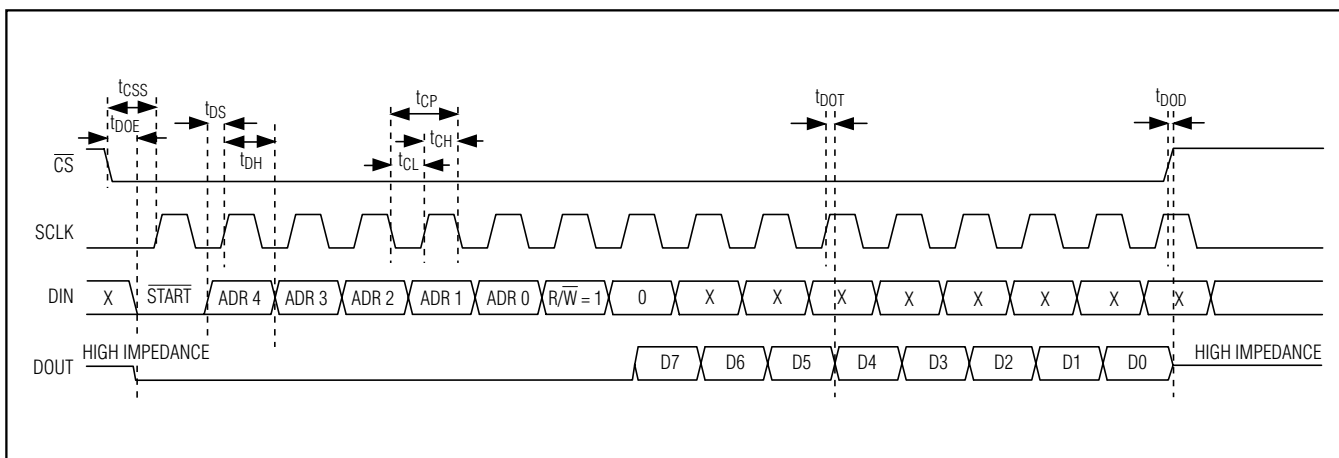 tCSS
tDS
tCP
tDOT
tDOD
tDOE
tCH
tDH
tCL
CS
SCLK
DIN X START ADR 4 ADR 3 ADR 2 ADR 1 ADR 0 R/W = 1 0 X X X X X X X X
DOUT HIGH IMPEDANCE D7 D6 D5 D4 D3 D2 D1 D0 HIGH IMPEDANCE